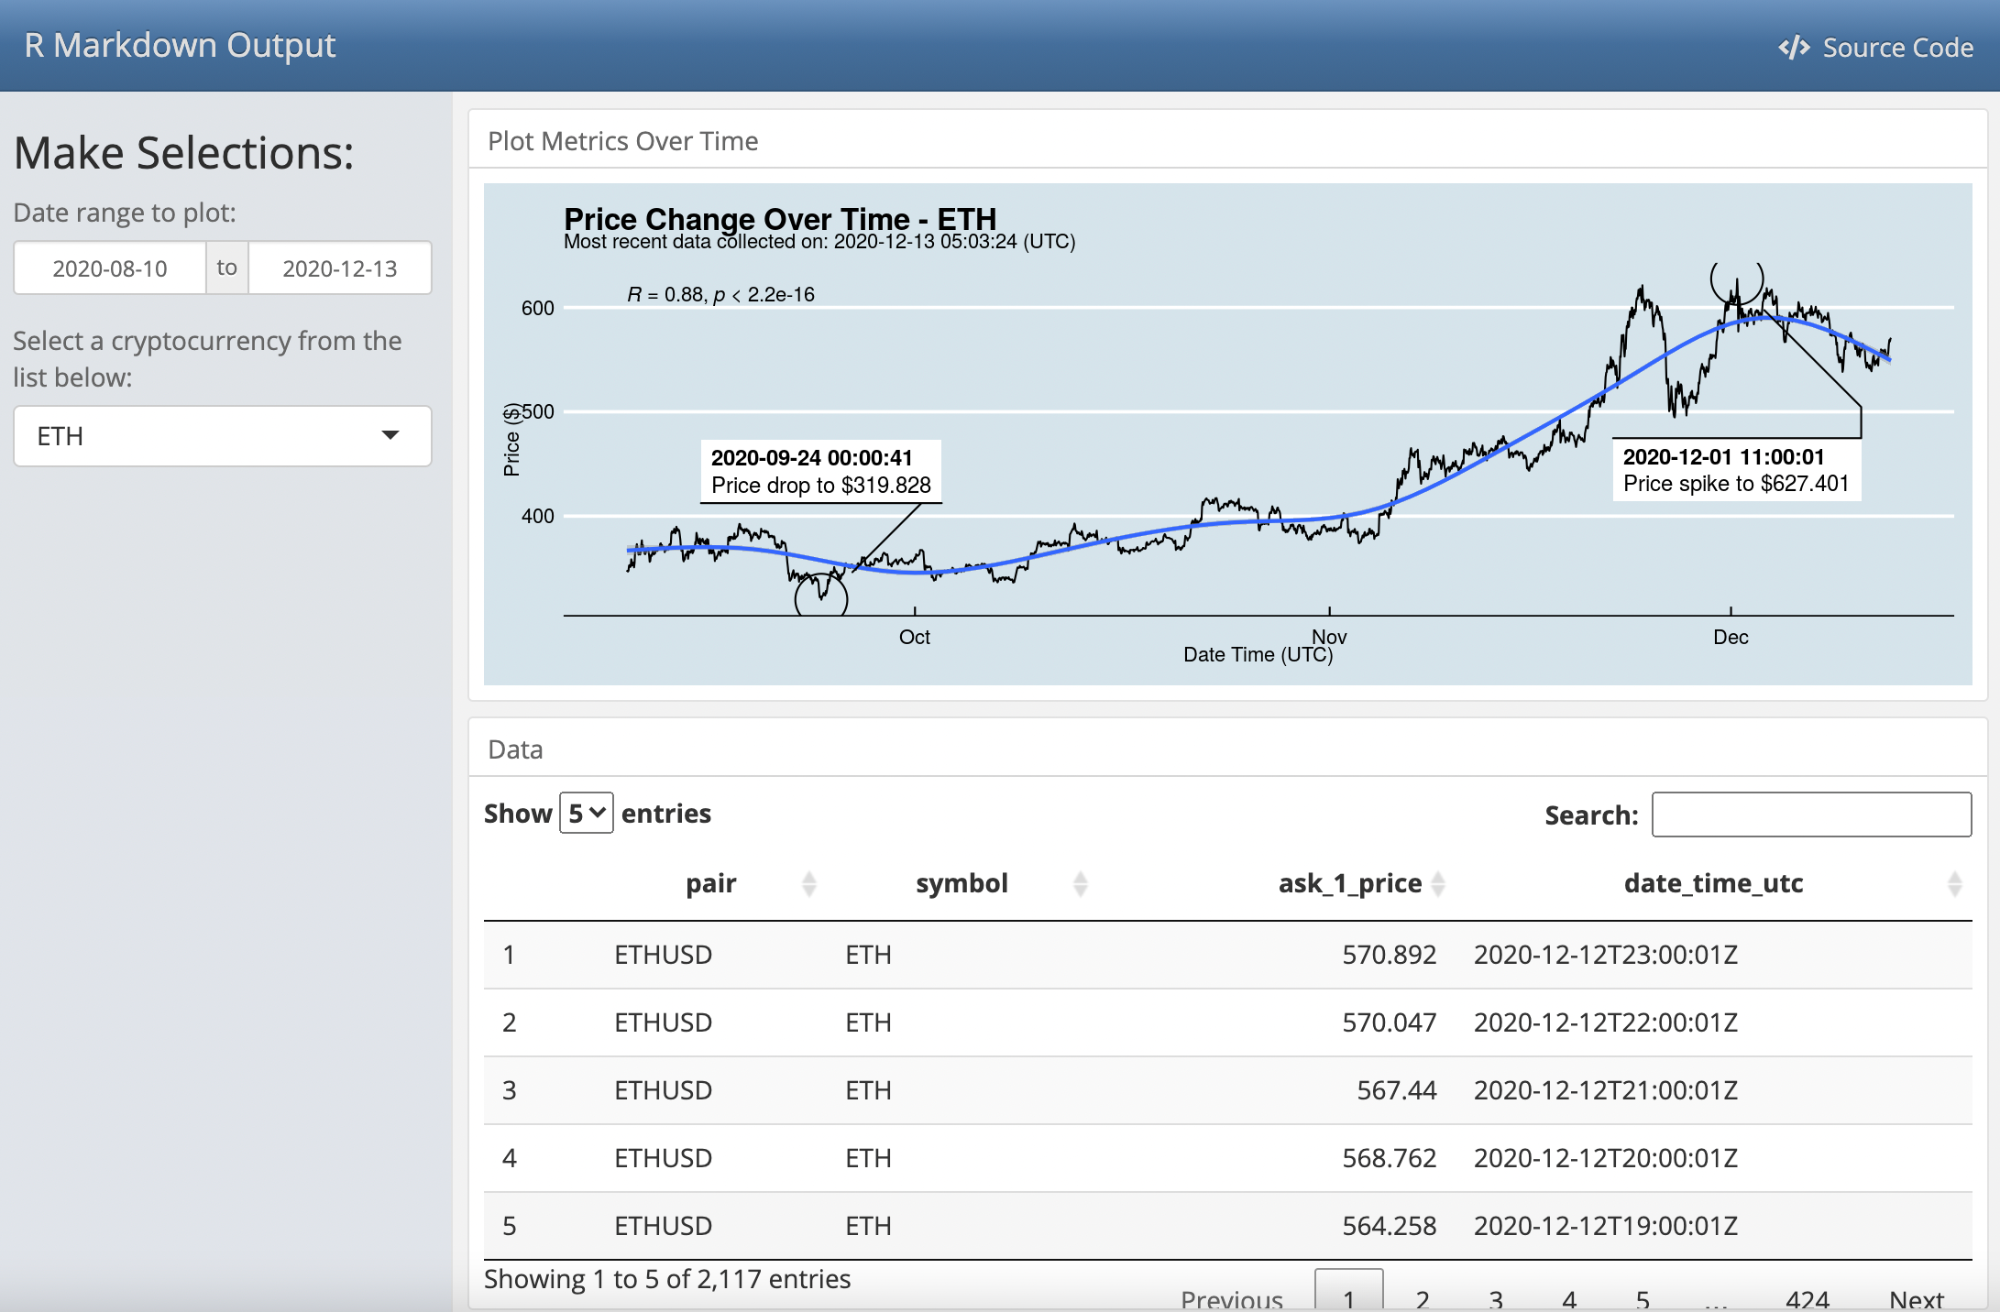 R Markdown Output
Source Code
Make Selections:
Date range to plot:
2020-08-10 to 2020-12-13
Select a cryptocurrency from the
list below:
ETH
Plot Metrics Over Time
Price Change Over Time - ETH
Most recent data collected on: 2020-12-13 05:03:24 (UTC)
R = 0.88, p < 2.2e-16
600
500
400
Price ($)
2020-09-24 00:00:41
Price drop to $319.828
2020-12-01 11:00:01
Price spike to $627.401
Oct Nov Dec
Date Time (UTC)
Data
Show 5 entries
Search:
pair symbol ask_1_price date_time_utc
1 ETHUSD ETH 570.892 2020-12-12T23:00:01Z
2 ETHUSD ETH 570.047 2020-12-12T22:00:01Z
3 ETHUSD ETH 567.44 2020-12-12T21:00:01Z
4 ETHUSD ETH 568.762 2020-12-12T20:00:01Z
5 ETHUSD ETH 564.258 2020-12-12T19:00:01Z
Showing 1 to 5 of 2,117 entries
Previous 1 2 3 4 5 ... 424 Next